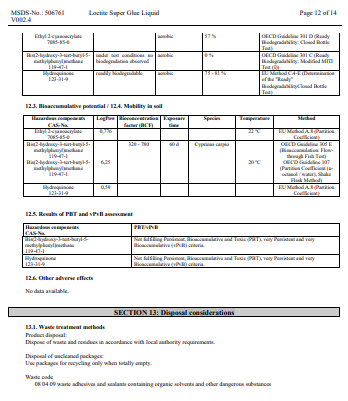 MSDS-No.: 506761 Loctite Super Glue Liquid Page 12 of 14
V002.4
Ethyl 2-cyanoacrylate aerobic 57 % OECD Guideline 301 D (Ready
7085-85-0 Biodegradability: Closed Bottle
Test)
Bis(2-hydroxy-3-tert-butyl-5- under test conditions no aerobic 0 % OECD Guideline 301 C (Ready
methylphenyl)methane biodegradation observed Biodegradability: Modified MITI
119-47-1 Test (I))
Hydroquinone readily biodegradable aerobic 75 - 81 % EU Method C.4-E (Determination
123-31-9 of the "Ready"
Biodegradability Closed Bottle
Test)
12.3. Bioaccumulative potential / 12.4. Mobility in soil
Hazardous components LogPow Bioconcentration Exposure Species Temperature Method
CAS-No. factor (BCF) time
Ethyl 2-cyanoacrylate 0,776 22 °C EU Method A.8 (Partition
7085-85-0 Coefficient)
Bis(2-hydroxy-3-tert-butyl-5- 320 - 780 60 d Cyprinus carpio OECD Guideline 305 E
methylphenyl)methane (Bioaccumulation: Flow-
119-47-1 through Fish Test)
Bis(2-hydroxy-3-tert-butyl-5- 6,25 20 °C OECD Guideline 107
methylphenyl)methane (Partition Coefficient (n-
119-47-1 octanol / water), Shake
Flask Method)
Hydroquinone 0,59 EU Method A.8 (Partition
123-31-9 Coefficient)
12.5. Results of PBT and vPvB assessment
Hazardous components PBT/vPvB
CAS-No.
Bis(2-hydroxy-3-tert-butyl-5- Not fulfilling Persistent, Bioaccumulative and Toxic (PBT), very Persistent and very
methylphenyl)methane Bioaccumulative (vPvB) criteria.
119-47-1
Hydroquinone Not fulfilling Persistent, Bioaccumulative and Toxic (PBT), very Persistent and very
123-31-9 Bioaccumulative (vPvB) criteria.
12.6. Other adverse effects
No data available.
SECTION 13: Disposal considerations
13.1. Waste treatment methods
Product disposal:
Dispose of waste and residues in accordance with local authority requirements.
Disposal of uncleaned packages:
Use packages for recycling only when totally empty.
Waste code
08 04 09 waste adhesives and sealants containing organic solvents and other dangerous substances